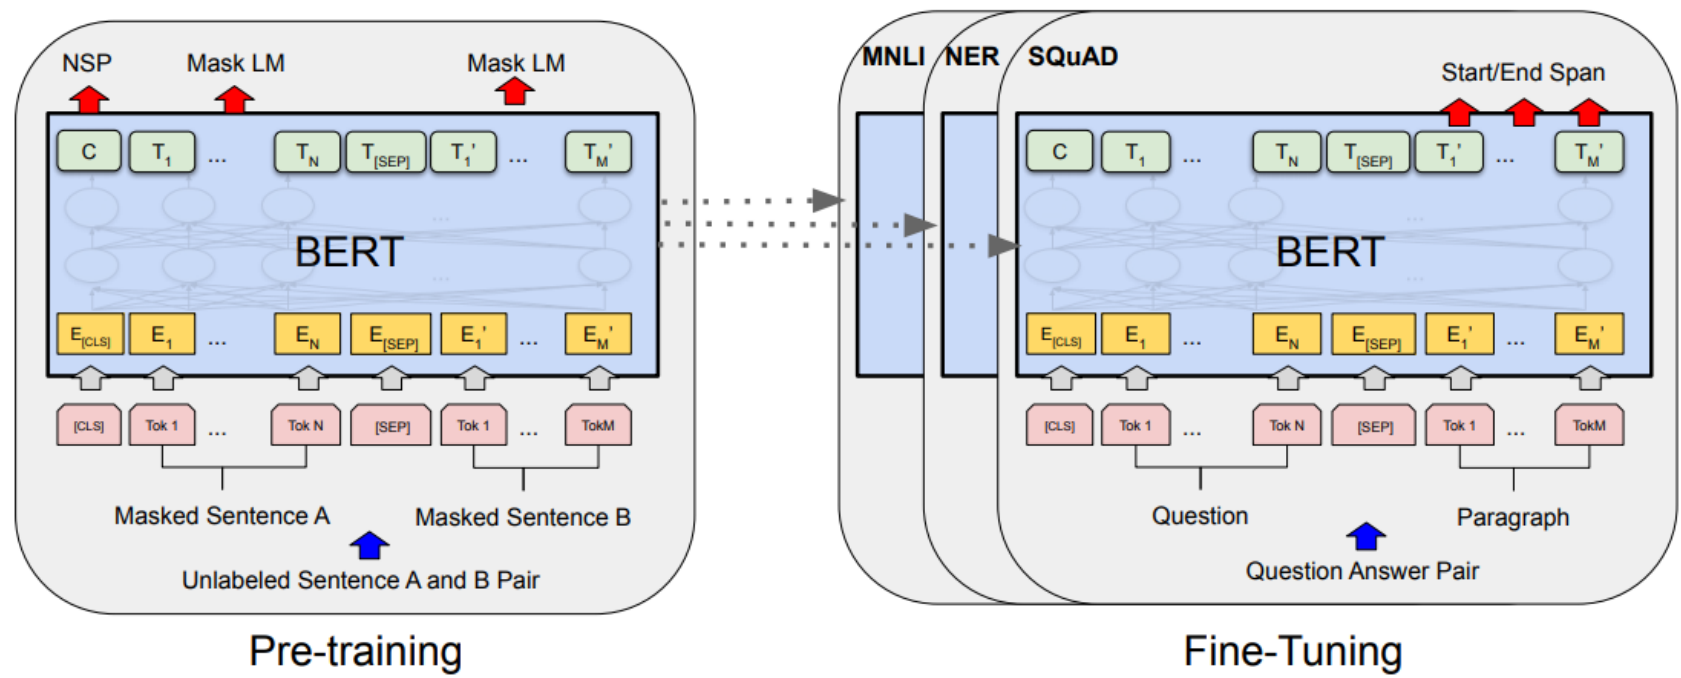 NSP Mask LM Mask LM
C T1 ... TN T[SEP] T1' ... TM'
...
BERT
...
E[CLS] E1 ... EN E[SEP] E1' ... EM'
[CLS] Tok 1 ... Tok N [SEP] Tok 1 ... TokM
Masked Sentence A Masked Sentence B
Unlabeled Sentence A and B Pair
Pre-training
MNLI NER SQuAD
Start/End Span
C T1 ... TN T[SEP] T1' ... TM'
...
BERT
...
E[CLS] E1 ... EN E[SEP] E1' ... EM'
[CLS] Tok 1 ... Tok N [SEP] Tok 1 ... TokM
Question Paragraph
Question Answer Pair
Fine-Tuning